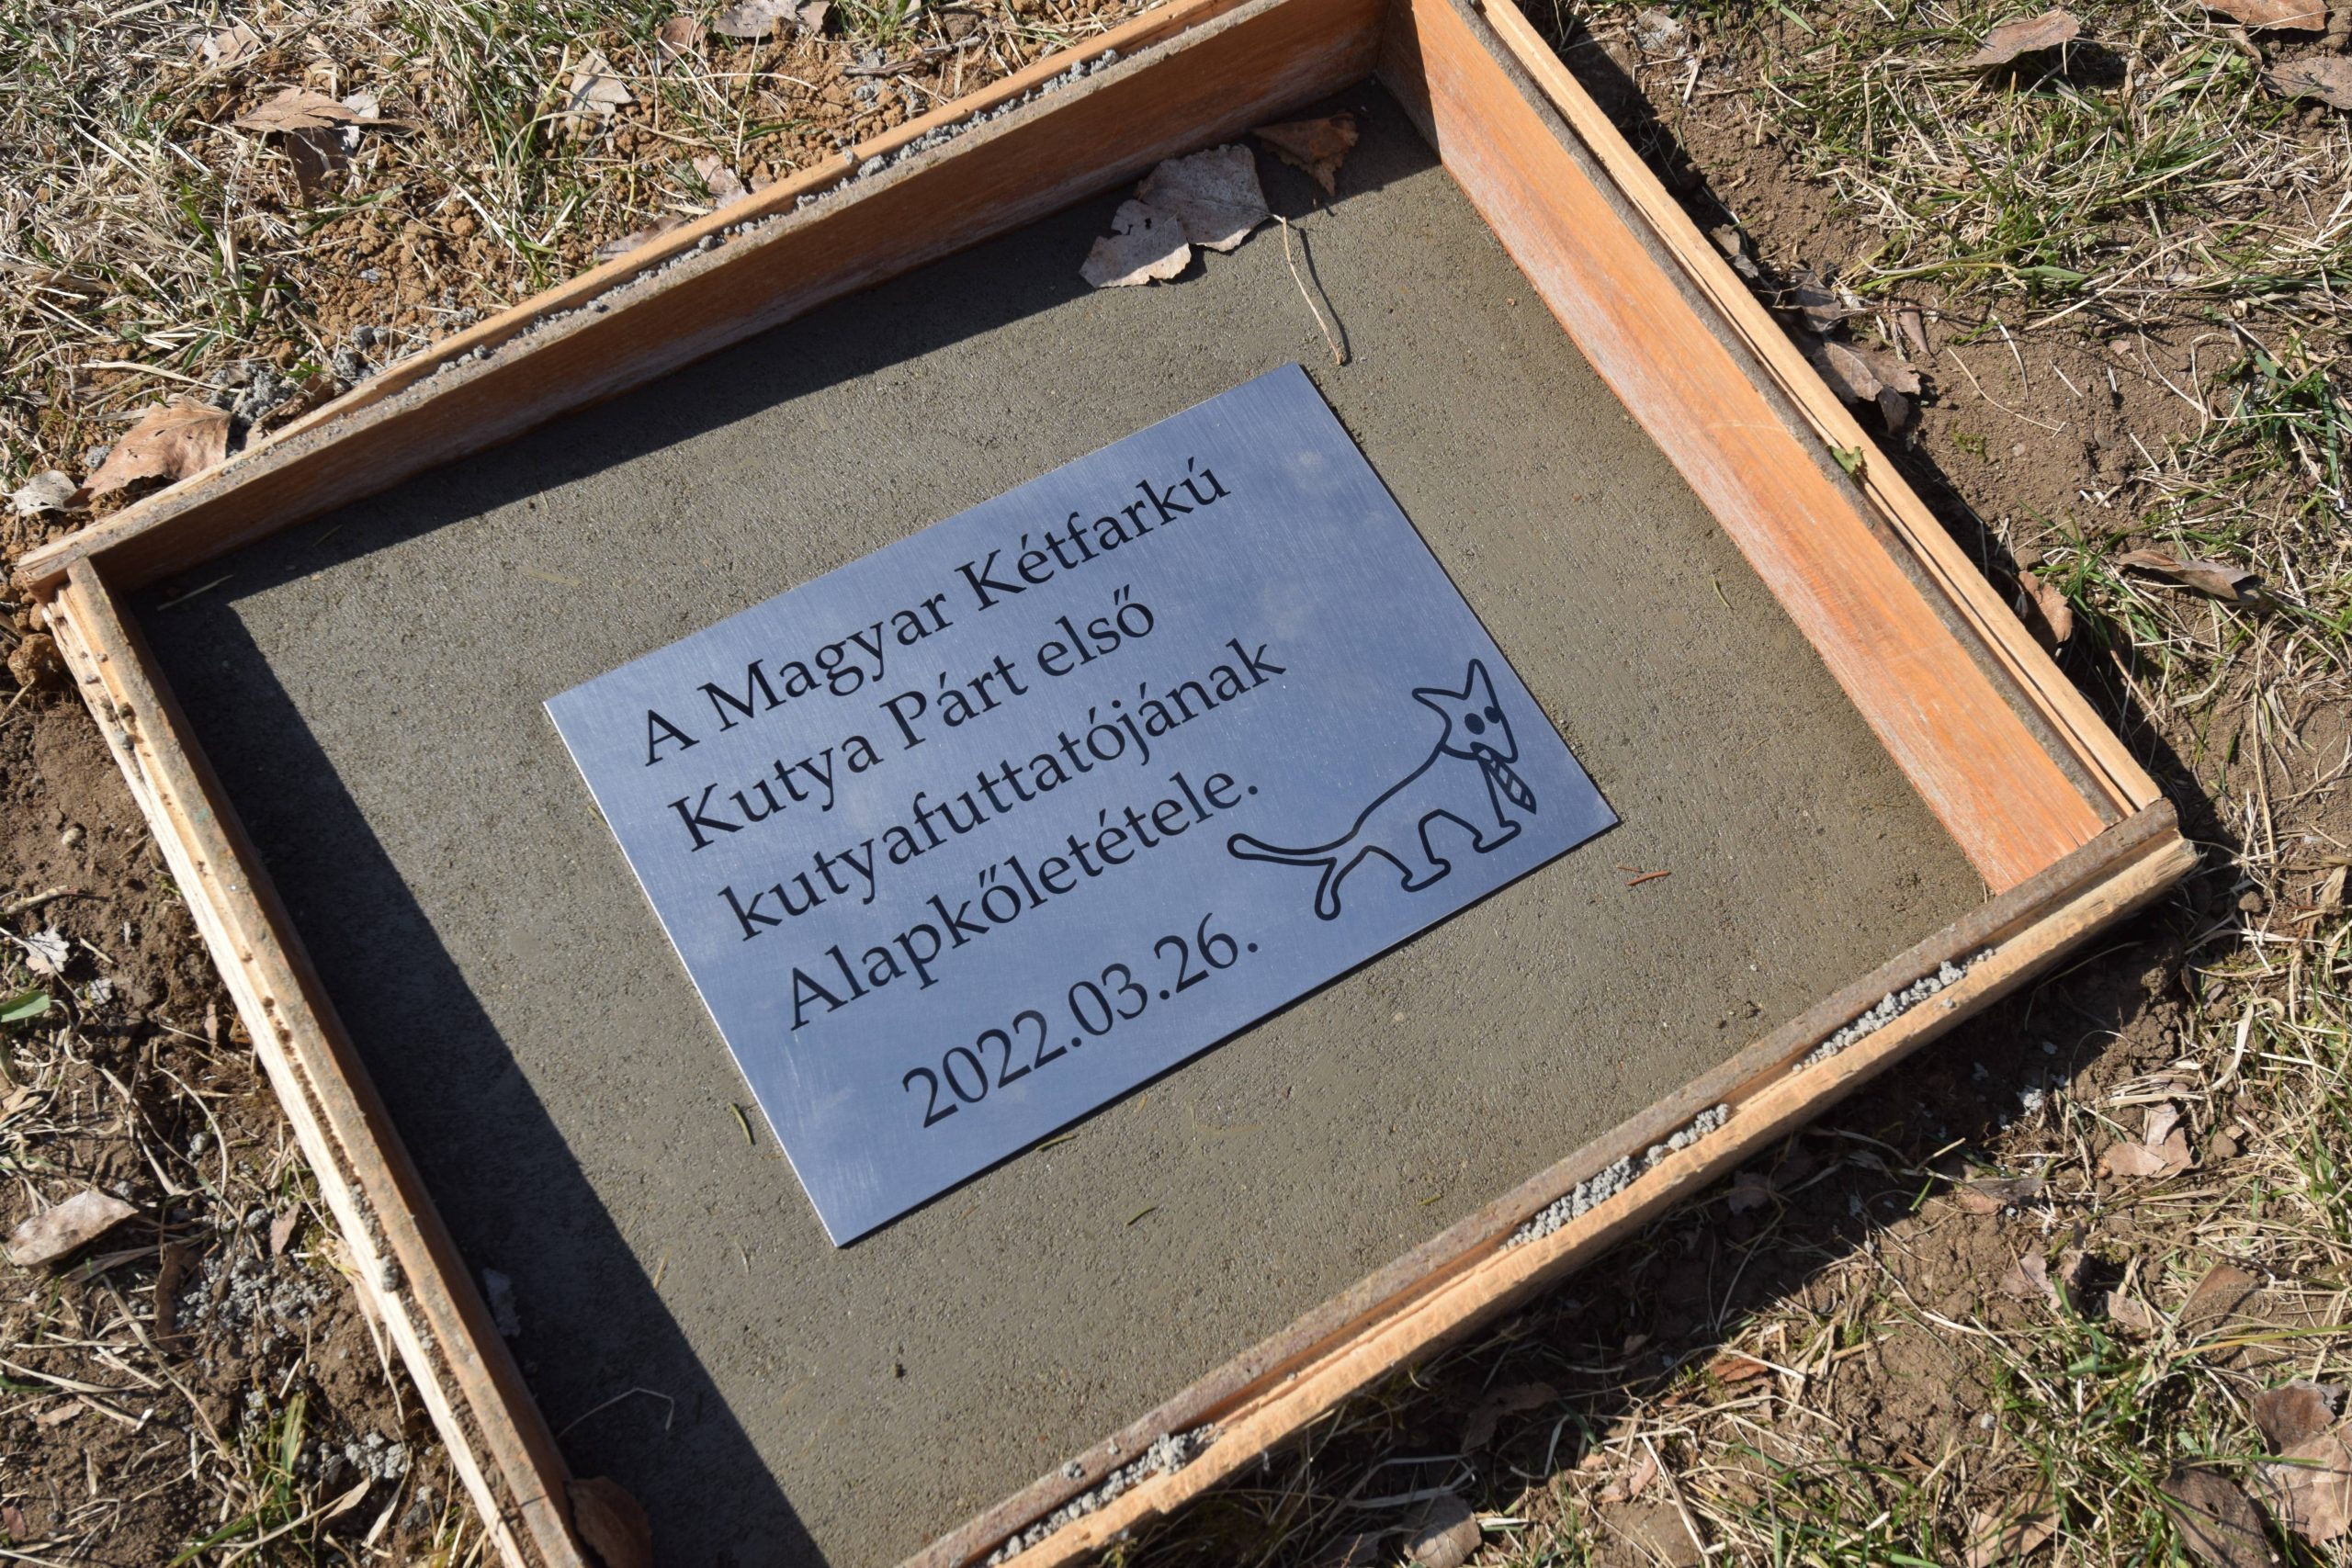 A Magyar Kétfarkú
Kutya Párt első
kutyafuttatójának
Alapkőletétele.
2022.03.26.